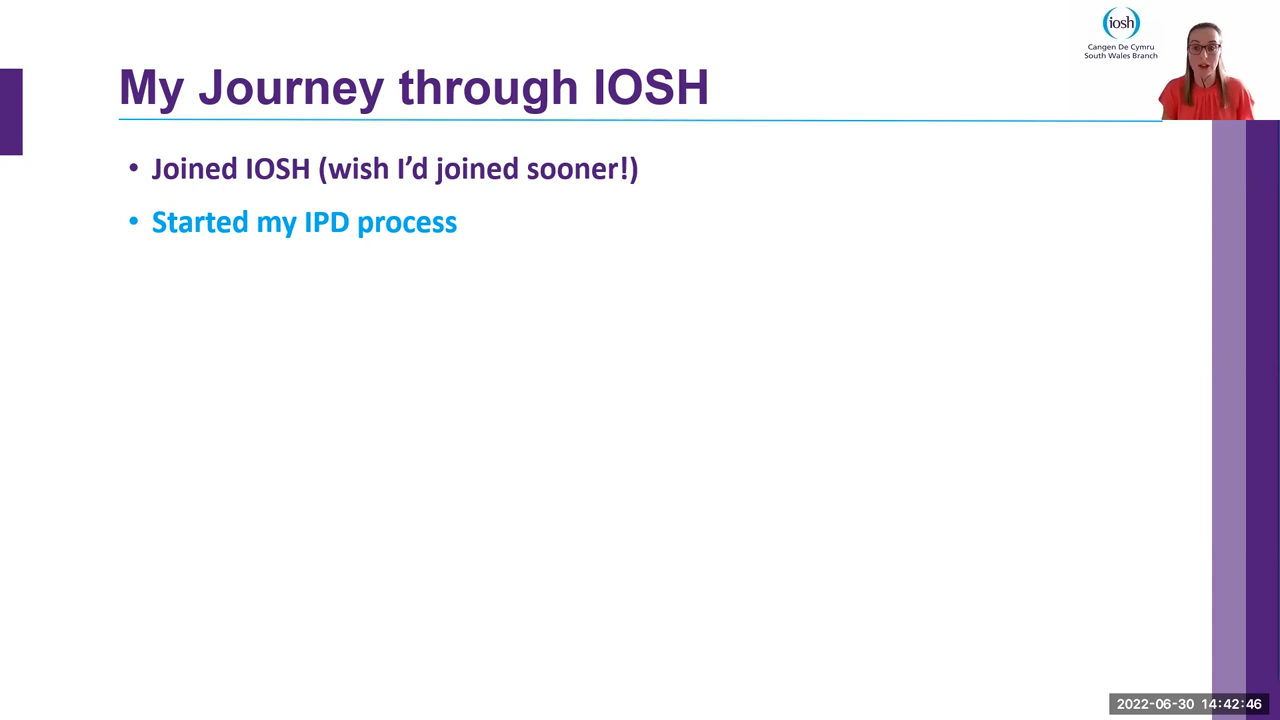 iosh
Cangen De Cymru
South Wales Branch
My Journey through IOSH
• Joined IOSH (wish I’d joined sooner!)
• Started my IPD process
2022-06-30 14:42:46